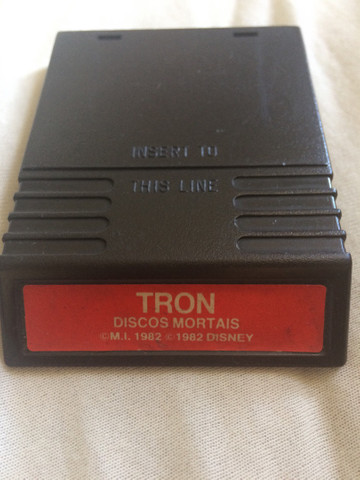 INSERT TO
THIS LINE
TRON
DISCOS MORTAIS
©M.I. 1982 ©1982 DISNEY